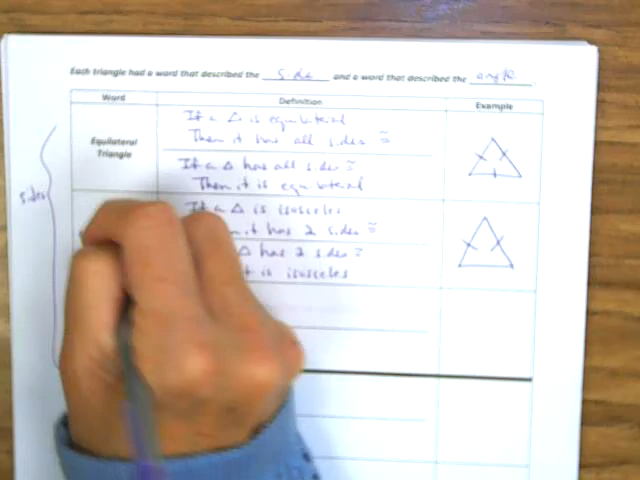 Each triangle had a word that described the side and a word that described the angle.
Word Definition Example
If a △ is equilateral
Then it has all sides ≅
Equilateral
Triangle
If a △ has all sides ≅
Then it is equilateral
sides
If a △ is isosceles
it has 2 sides ≅
△ has 2 sides ≅
it is isosceles